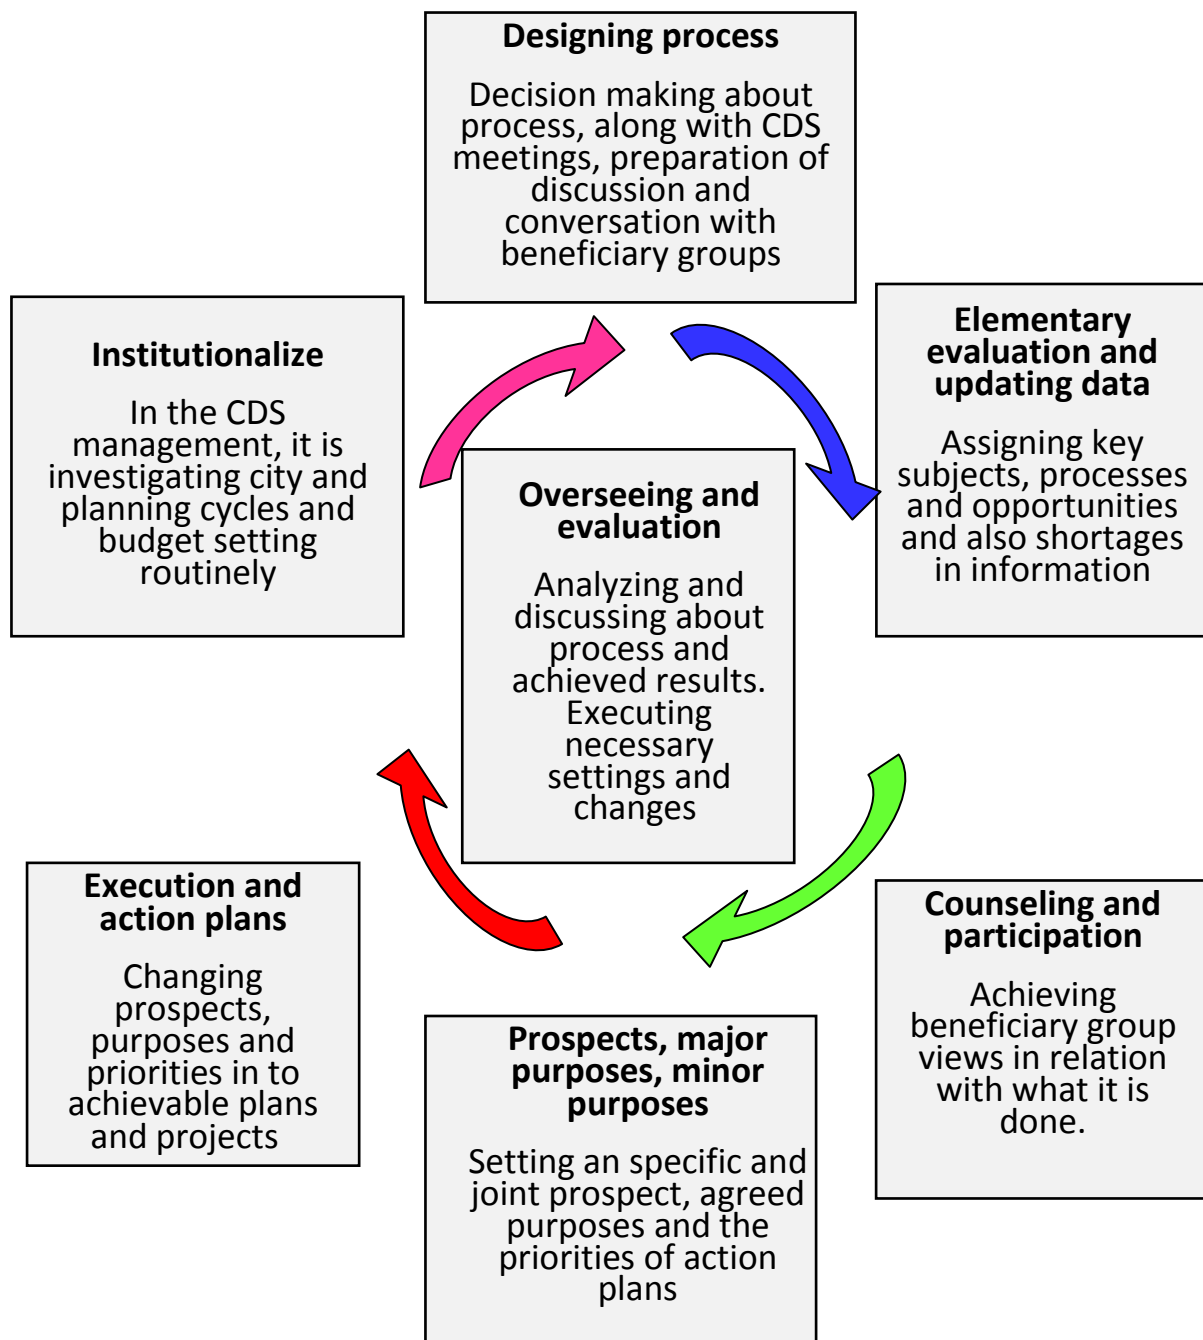 Designing process
Decision making about
process, along with CDS
meetings, preparation of
discussion and
conversation with
beneficiary groups
Elementary
evaluation and
updating data
Assigning key
subjects, processes
and opportunities
and also shortages
in information
Counseling and
participation
Achieving
beneficiary group
views in relation
with what it is
done.
Prospects, major
purposes, minor
purposes
Setting an specific and
joint prospect, agreed
purposes and the
priorities of action
plans
Execution and
action plans
Changing
prospects,
purposes and
priorities in to
achievable plans
and projects
Institutionalize
In the CDS
management, it is
investigating city and
planning cycles and
budget setting
routinely
Overseeing and
evaluation
Analyzing and
discussing about
process and
achieved results.
Executing
necessary
settings and
changes